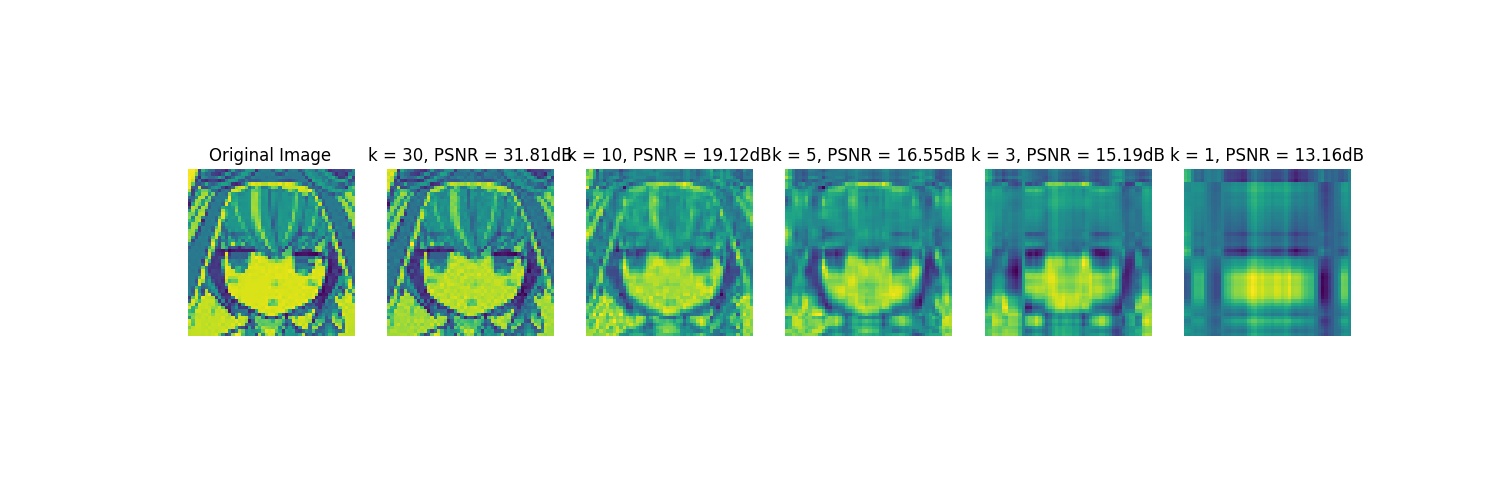 Original Image
k = 30, PSNR = 31.81dB
k = 10, PSNR = 19.12dB
k = 5, PSNR = 16.55dB
k = 3, PSNR = 15.19dB
k = 1, PSNR = 13.16dB